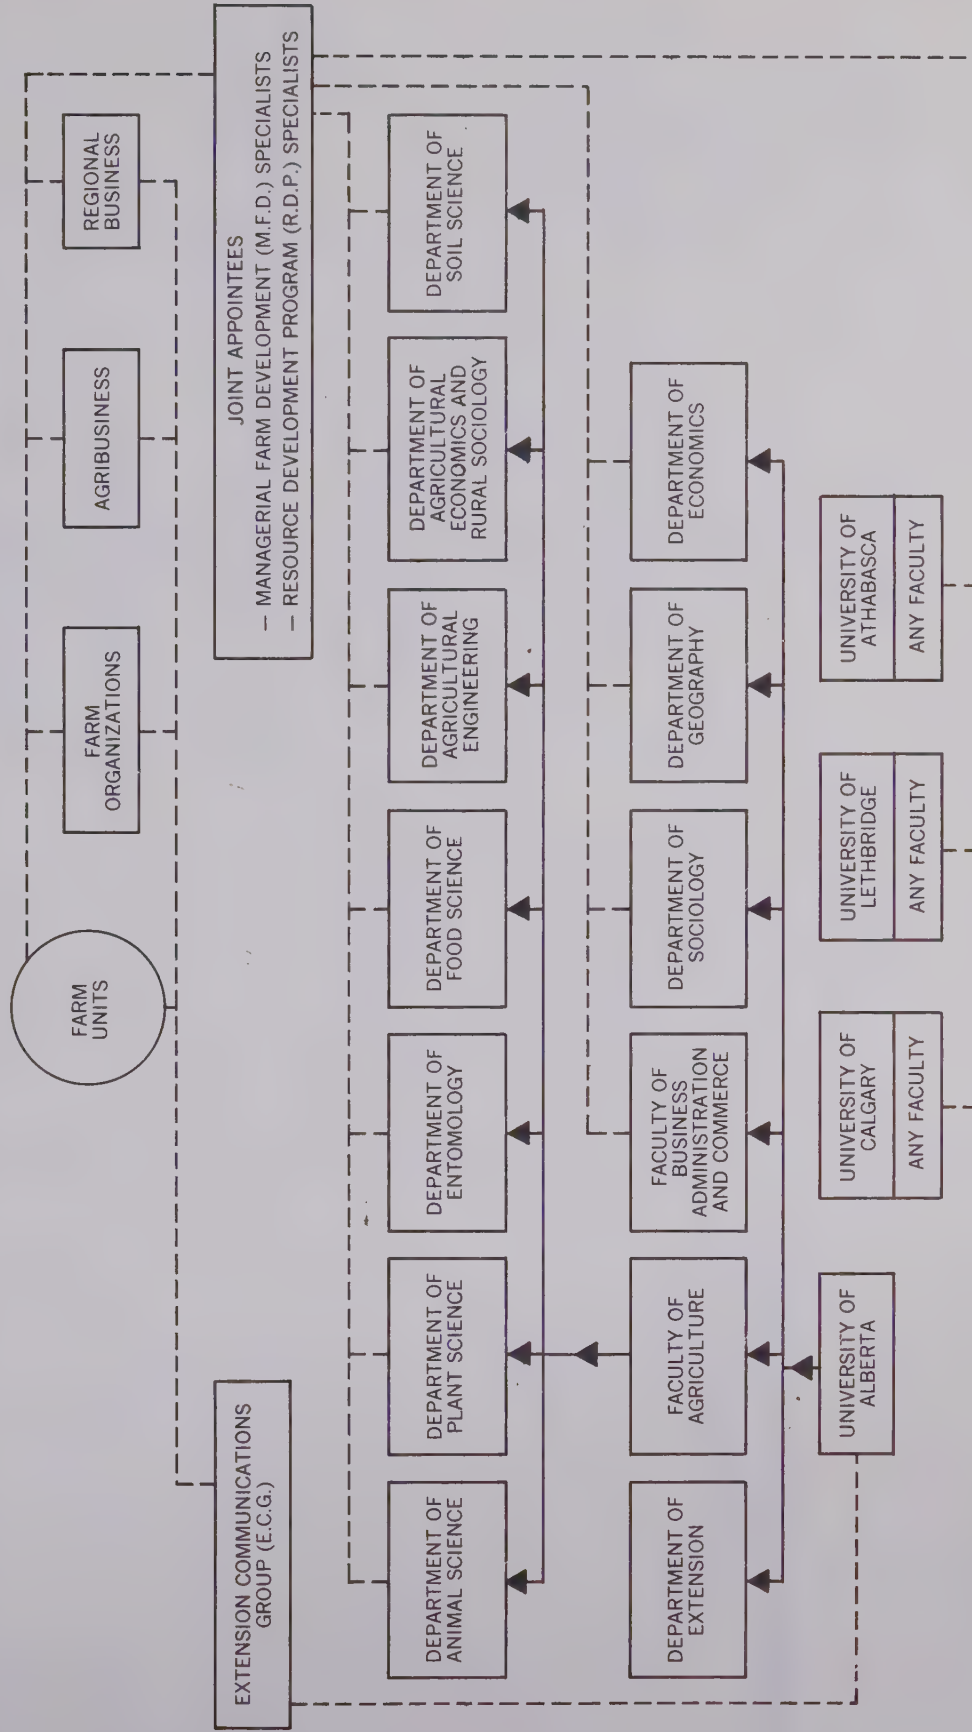 FARM
UNITS
FARM
ORGANIZATIONS
AGRIBUSINESS
REGIONAL
BUSINESS
EXTENSION COMMUNICATIONS
GROUP (E.C.G.)
JOINT APPOINTEES
— MANAGERIAL FARM DEVELOPMENT (M.F.D.) SPECIALISTS
— RESOURCE DEVELOPMENT PROGRAM (R.D.P.) SPECIALISTS
DEPARTMENT OF
ANIMAL SCIENCE
DEPARTMENT OF
PLANT SCIENCE
DEPARTMENT OF
ENTOMOLOGY
DEPARTMENT OF
FOOD SCIENCE
DEPARTMENT OF
AGRICULTURAL
ENGINEERING
DEPARTMENT OF
AGRICULTURAL
ECONOMICS AND
RURAL SOCIOLOGY
DEPARTMENT OF
SOIL SCIENCE
DEPARTMENT OF
EXTENSION
FACULTY OF
AGRICULTURE
FACULTY OF
BUSINESS
ADMINISTRATION
AND COMMERCE
DEPARTMENT OF
SOCIOLOGY
DEPARTMENT OF
GEOGRAPHY
DEPARTMENT OF
ECONOMICS
UNIVERSITY OF
ALBERTA
UNIVERSITY OF
CALGARY
ANY FACULTY
UNIVERSITY OF
LETHBRIDGE
ANY FACULTY
UNIVERSITY OF
ATHABASCA
ANY FACULTY